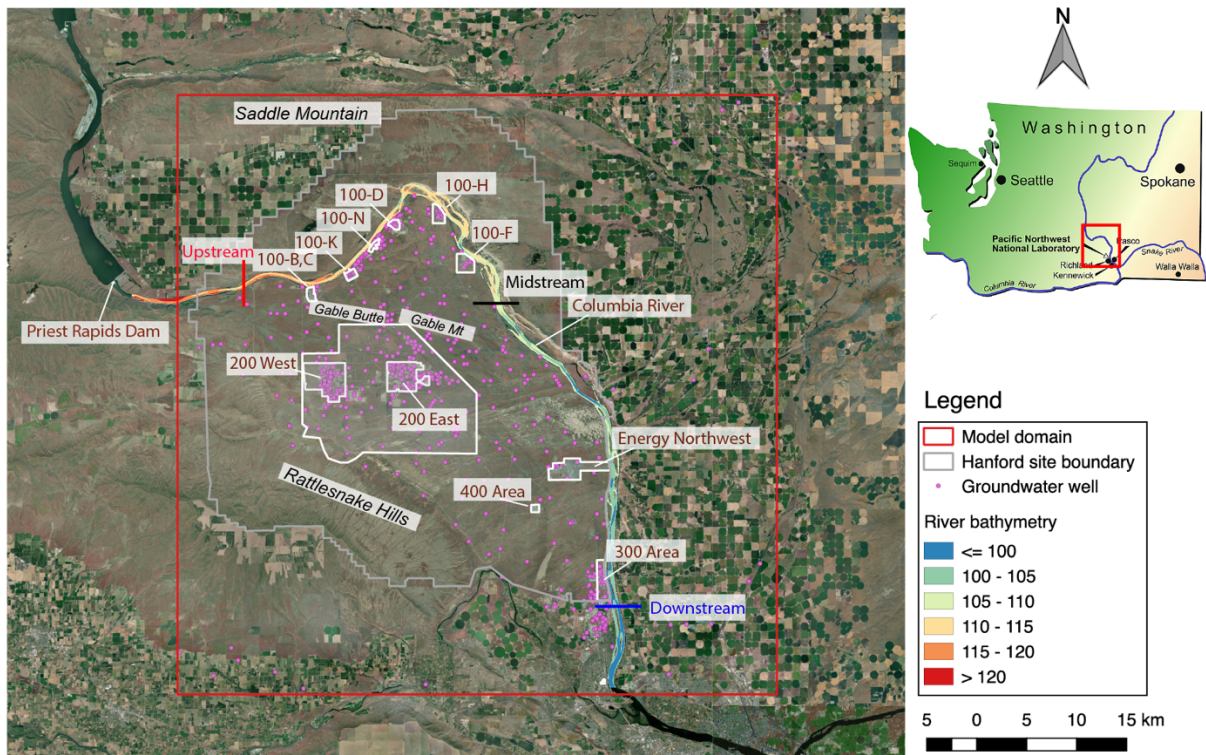 Saddle Mountain
100-H
100-D
100-N
100-F
100-K
Upstream
100-B,C
Midstream
Gable Butte
Gable Mt
Columbia River
Priest Rapids Dam
200 West
200 East
Energy Northwest
Rattlesnake Hills
400 Area
300 Area
Downstream
N
Washington
Sequim
Seattle
Spokane
Pacific Northwest
National Laboratory
Pasco
Richland
Kennewick
Snake River
Walla Walla
Columbia River
Legend
Model domain
Hanford site boundary
Groundwater well
River bathymetry
<= 100
100 - 105
105 - 110
110 - 115
115 - 120
> 120
5 0 5 10 15 km